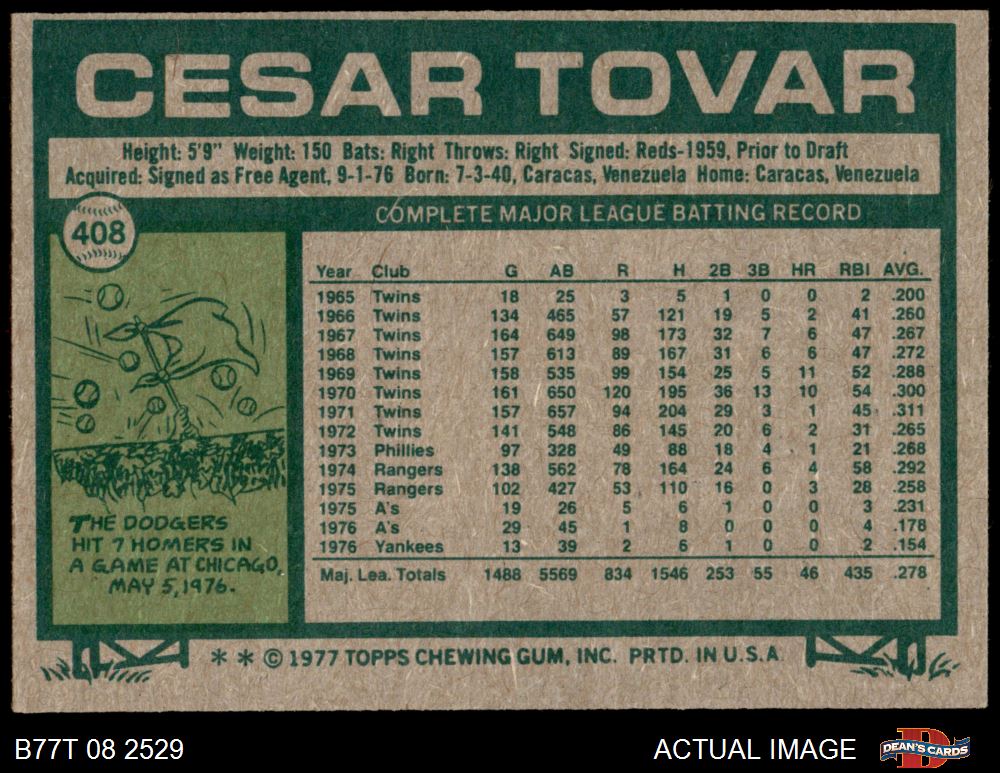 CESAR TOVAR
Height: 5'9" Weight: 150 Bats: Right Throws: Right Signed: Reds-1959, Prior to Draft
Acquired: Signed as Free Agent, 9-1-76 Born: 7-3-40, Caracas, Venezuela Home: Caracas, Venezuela
408
COMPLETE MAJOR LEAGUE BATTING RECORD
Year Club G AB R H 2B 3B HR RBI AVG.
1965 Twins 18 25 3 5 1 0 0 2 .200
1966 Twins 134 465 57 121 19 5 2 41 .260
1967 Twins 164 649 98 173 32 7 6 47 .267
1968 Twins 157 613 89 167 31 6 6 47 .272
1969 Twins 158 535 99 154 25 5 11 52 .288
1970 Twins 161 650 120 195 36 13 10 54 .300
1971 Twins 157 657 94 204 29 3 1 45 .311
1972 Twins 141 548 86 145 20 6 2 31 .265
1973 Phillies 97 328 49 88 18 4 1 21 .268
1974 Rangers 138 562 78 164 24 6 4 58 .292
1975 Rangers 102 427 53 110 16 0 3 28 .258
1975 A's 19 26 5 6 1 0 0 3 .231
1976 A's 29 45 1 8 0 0 0 4 .178
1976 Yankees 13 39 2 6 1 0 0 2 .154
Maj. Lea. Totals 1488 5569 834 1546 253 55 46 435 .278
THE DODGERS
HIT 7 HOMERS IN
A GAME AT CHICAGO,
MAY 5, 1976.
** © 1977 TOPPS CHEWING GUM, INC. PRTD. IN U.S.A.
B77T 08 2529
ACTUAL IMAGE
DEAN'S CARDS